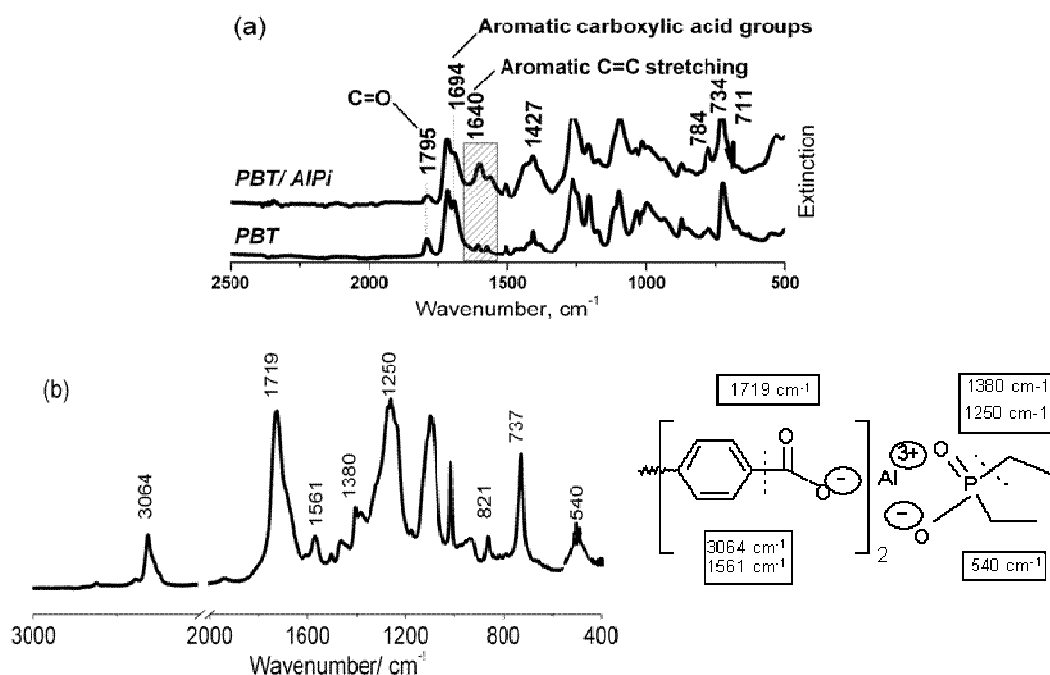 (a)
Aromatic carboxylic acid groups
Aromatic C=C stretching
C=O
1795
1694
1640
1427
784
734
711
PBT/ AlPi
PBT
Extinction
2500 2000 1500 1000 500
Wavenumber, cm-1
(b)
3064
1719
1561
1380
1250
821
737
540
3000 2000 1600 1200 800 400
Wavenumber/ cm-1
1719 cm-1
1380 cm-1
1250 cm-1
O
O
-
Al
3+
O
P
-
O
2
3064 cm-1
1561 cm-1
540 cm-1